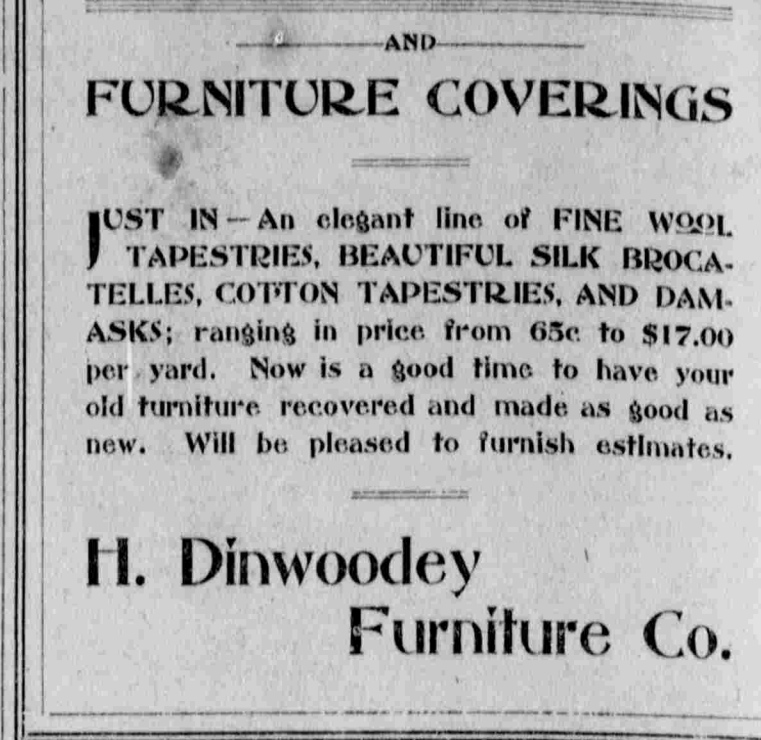 AND
FURNITURE COVERINGS
JUST IN — An elegant line of FINE WOOL
TAPESTRIES, BEAUTIFUL SILK BROCA-
TELLES, COTTON TAPESTRIES, AND DAM-
ASKS; ranging in price from 65c to $17.00
per yard. Now is a good time to have your
old furniture recovered and made as good as
new. Will be pleased to furnish estimates.
H. Dinwoodey
Furniture Co.